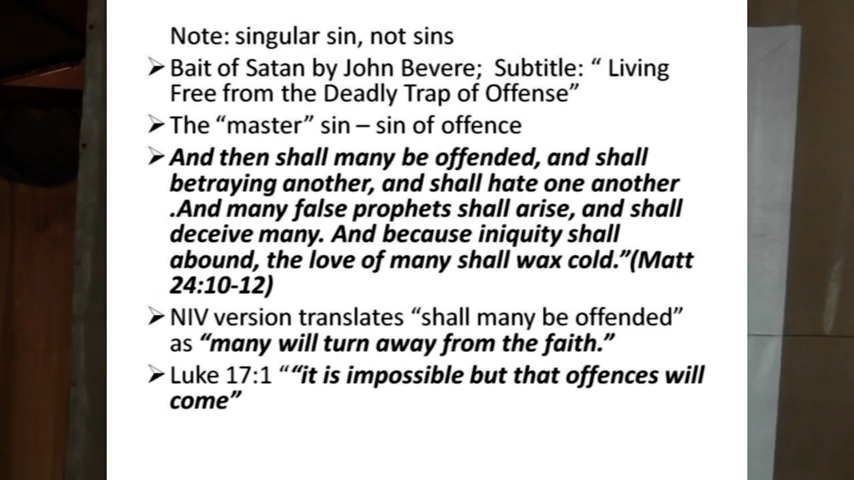 Note: singular sin, not sins
➢ Bait of Satan by John Bevere;  Subtitle: “ Living
Free from the Deadly Trap of Offense”
➢ The “master” sin – sin of offence
➢ And then shall many be offended, and shall
betraying another, and shall hate one another
.And many false prophets shall arise, and shall
deceive many. And because iniquity shall
abound, the love of many shall wax cold.”(Matt
24:10-12)
➢ NIV version translates “shall many be offended”
as “many will turn away from the faith.”
➢ Luke 17:1 ““it is impossible but that offences will
come”